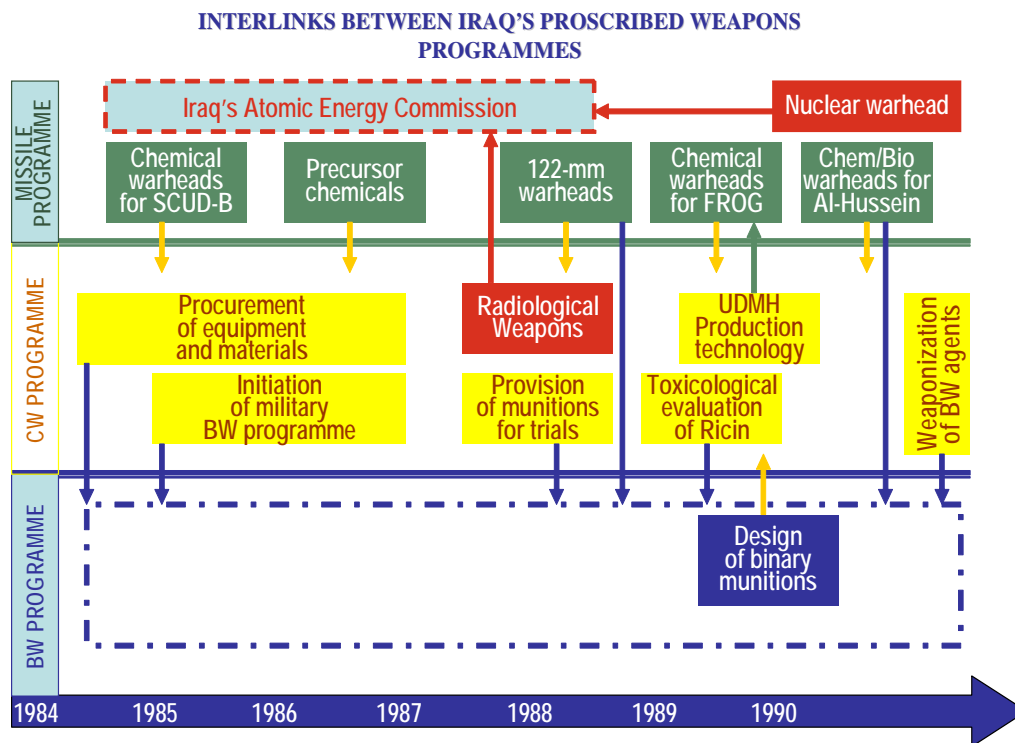 INTERLINKS BETWEEN IRAQ'S PROSCRIBED WEAPONS
PROGRAMMES
MISSILE
PROGRAMME
Iraq's Atomic Energy Commission
Nuclear warhead
Chemical
warheads
for SCUD-B
Precursor
chemicals
122-mm
warheads
Chemical
warheads
for FROG
Chem/Bio
warheads for
Al-Hussein
CW PROGRAMME
Procurement
of equipment
and materials
Radiological
Weapons
UDMH
Production
technology
Weaponization
of BW agents
Initiation
of military
BW programme
Provision
of munitions
for trials
Toxicological
evaluation
of Ricin
BW PROGRAMME
Design
of binary
munitions
1984 1985 1986 1987 1988 1989 1990